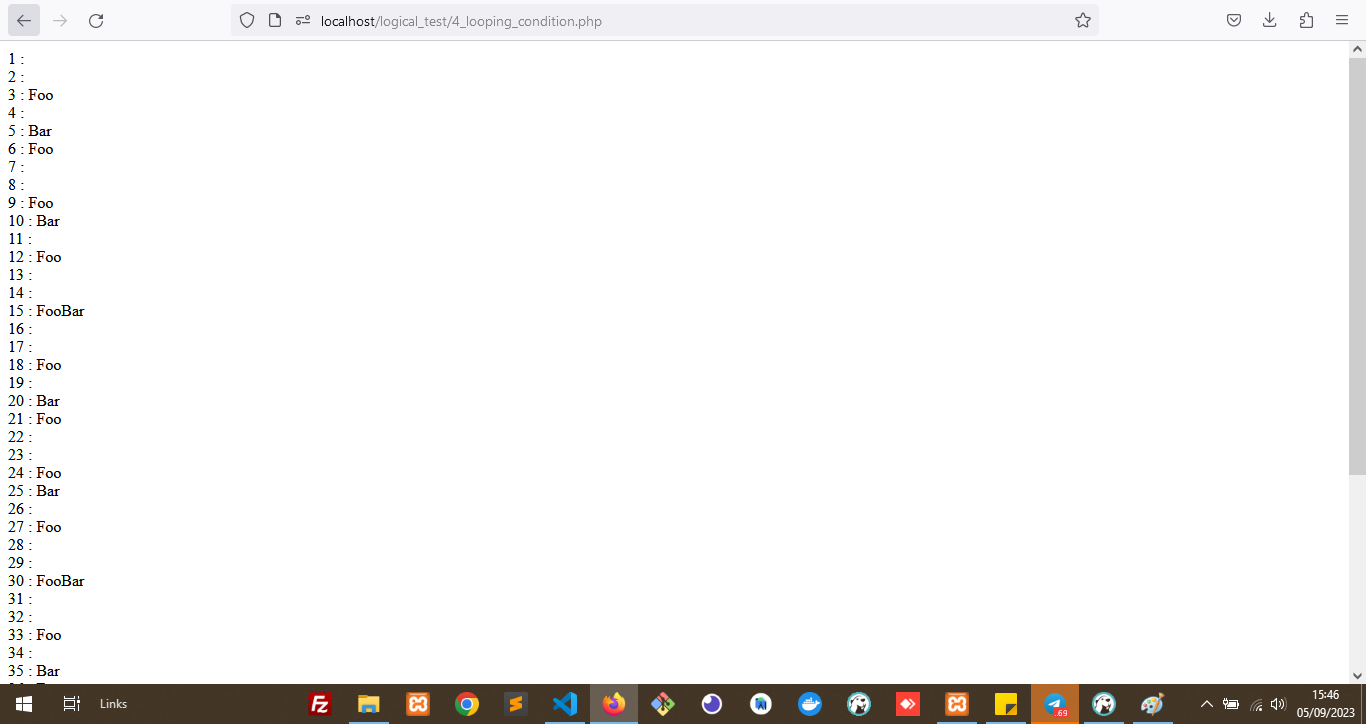 localhost/logical_test/4_looping_condition.php
1 :
2 :
3 : Foo
4 :
5 : Bar
6 : Foo
7 :
8 :
9 : Foo
10 : Bar
11 :
12 : Foo
13 :
14 :
15 : FooBar
16 :
17 :
18 : Foo
19 :
20 : Bar
21 : Foo
22 :
23 :
24 : Foo
25 : Bar
26 :
27 : Foo
28 :
29 :
30 : FooBar
31 :
32 :
33 : Foo
34 :
35 : Bar
Links
Fz
.69
15:46
05/09/2023